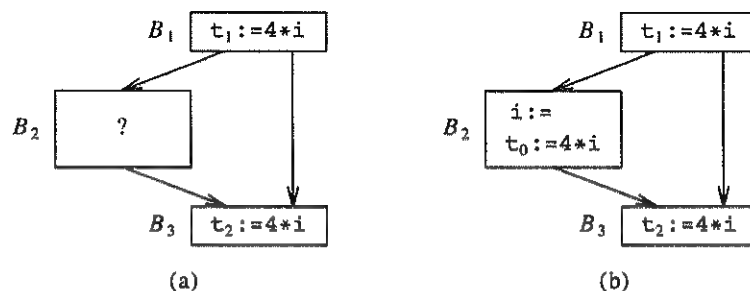 B₁ t₁:=4*i
B₂ ?
B₃ t₂:=4*i
(a)
B₁ t₁:=4*i
B₂ i:=
t₀:=4*i
B₃ t₂:=4*i
(b)